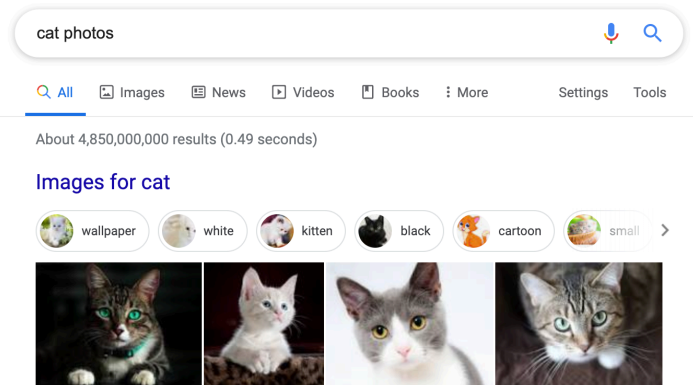 cat photos
All Images News Videos Books More Settings Tools
About 4,850,000,000 results (0.49 seconds)
Images for cat
wallpaper white kitten black cartoon small